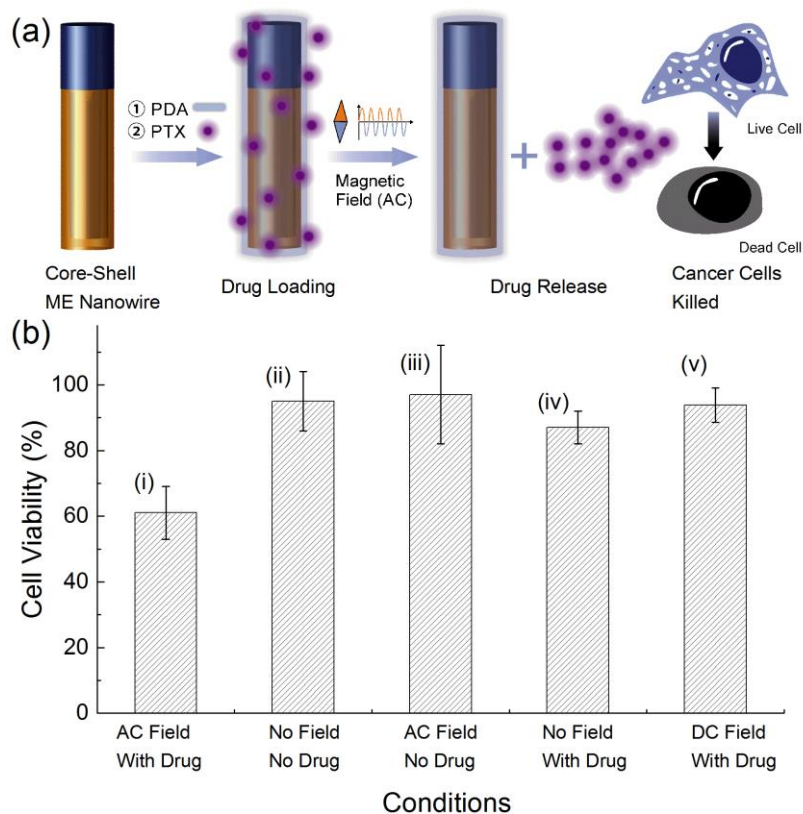 (a)
① PDA
② PTX
Magnetic
Field (AC)
+
Live Cell
Dead Cell
Core-Shell
ME Nanowire
Drug Loading
Drug Release
Cancer Cells
Killed
(b)
Cell Viability (%)
100
80
60
40
20
0
(i)
(ii)
(iii)
(iv)
(v)
AC Field
With Drug
No Field
No Drug
AC Field
No Drug
No Field
With Drug
DC Field
With Drug
Conditions